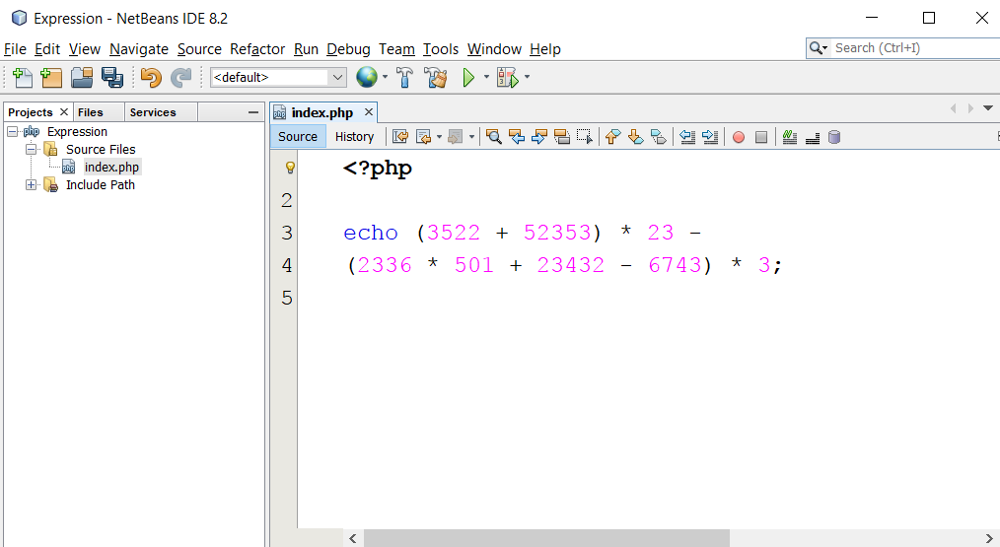 Expression - NetBeans IDE 8.2
File Edit View Navigate Source Refactor Run Debug Team Tools Window Help
Search (Ctrl+I)
<default>
Projects Files Services
Expression
Source Files
index.php
Include Path
index.php
Source History
<?php
2
3 echo (3522 + 52353) * 23 -
4 (2336 * 501 + 23432 - 6743) * 3;
5